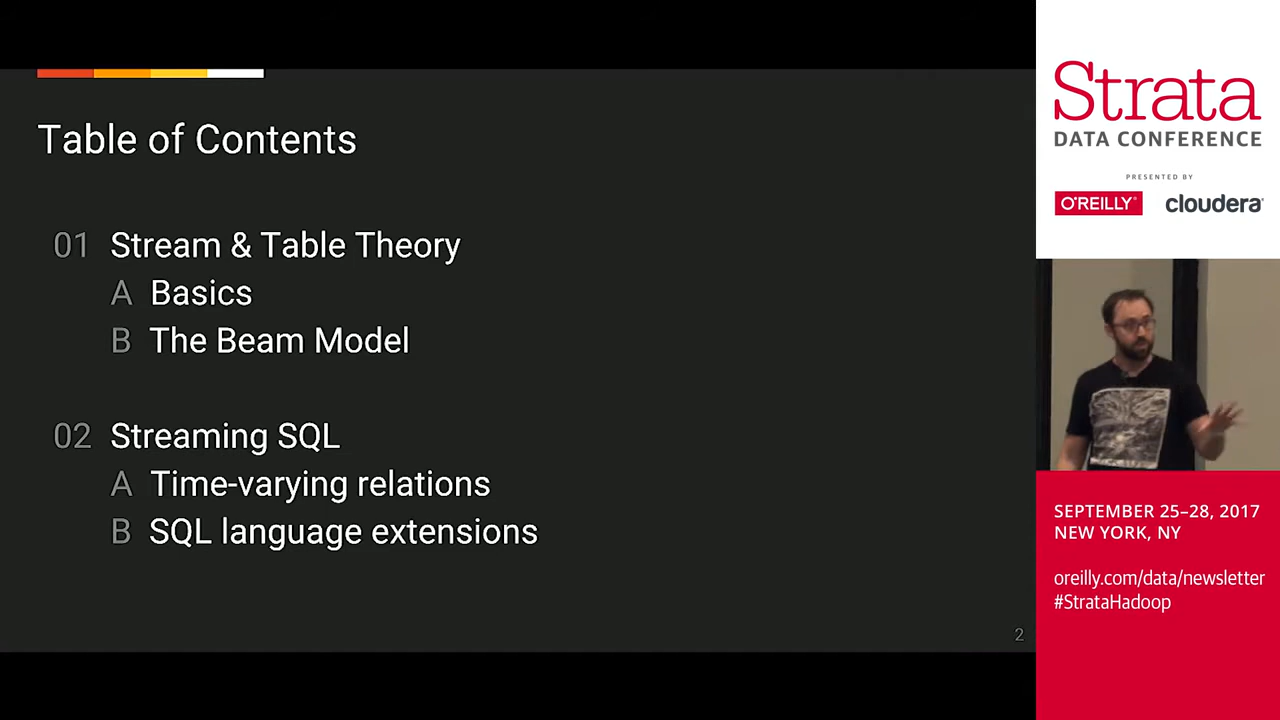 Table of Contents
01 Stream & Table Theory
A Basics
B The Beam Model
02 Streaming SQL
A Time-varying relations
B SQL language extensions
2
Strata
DATA CONFERENCE
PRESENTED BY
O'REILLY®
cloudera
SEPTEMBER 25–28, 2017
NEW YORK, NY
oreilly.com/data/newsletter
#StrataHadoop